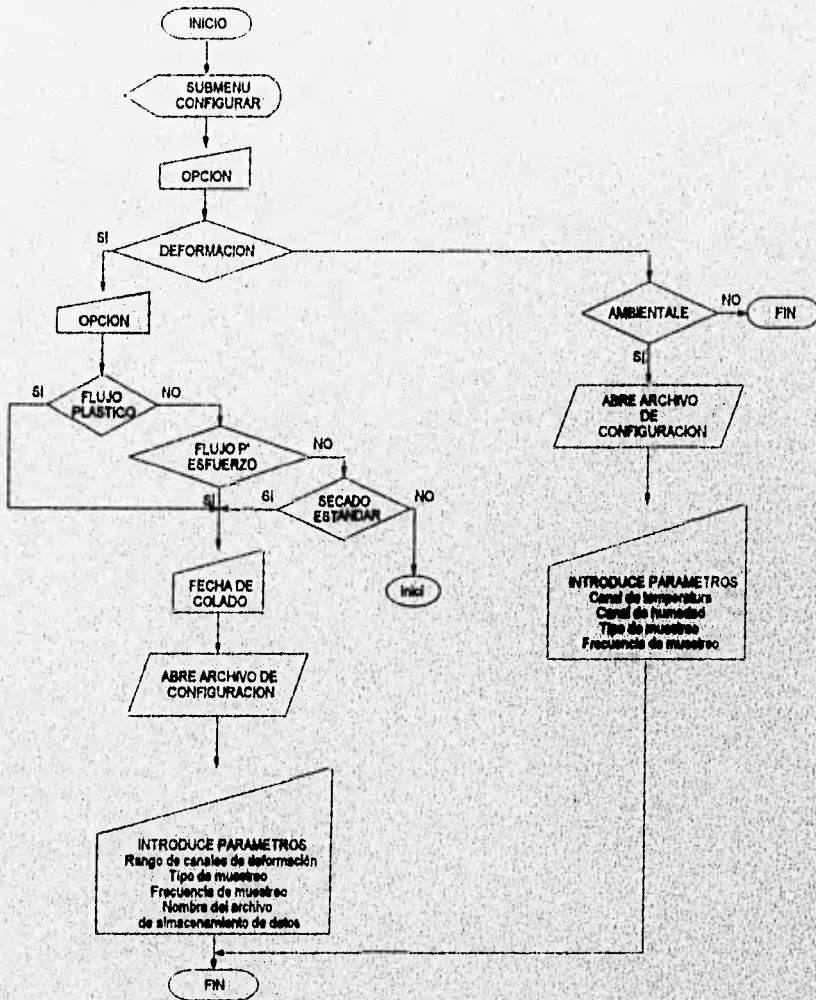 INICIO
SUBMENU
CONFIGURAR
OPCION
SI
DEFORMACION
OPCION
AMBIENTALE
NO
FIN
SI
SI
FLUJO
PLASTICO
NO
ABRE ARCHIVO
DE
CONFIGURACION
FLUJO P'
ESFUERZO
NO
SI
SI
SECADO
ESTANDAR
NO
Inici
FECHA DE
COLADO
INTRODUCE PARAMETROS
Canal de temperatura
Canal de humedad
Tipo de muestreo
Frecuencia de muestreo
ABRE ARCHIVO DE
CONFIGURACION
INTRODUCE PARAMETROS
Rango de canales de deformación
Tipo de muestreo
Frecuencia de muestreo
Nombre del archivo
de almacenamiento de datos
FIN